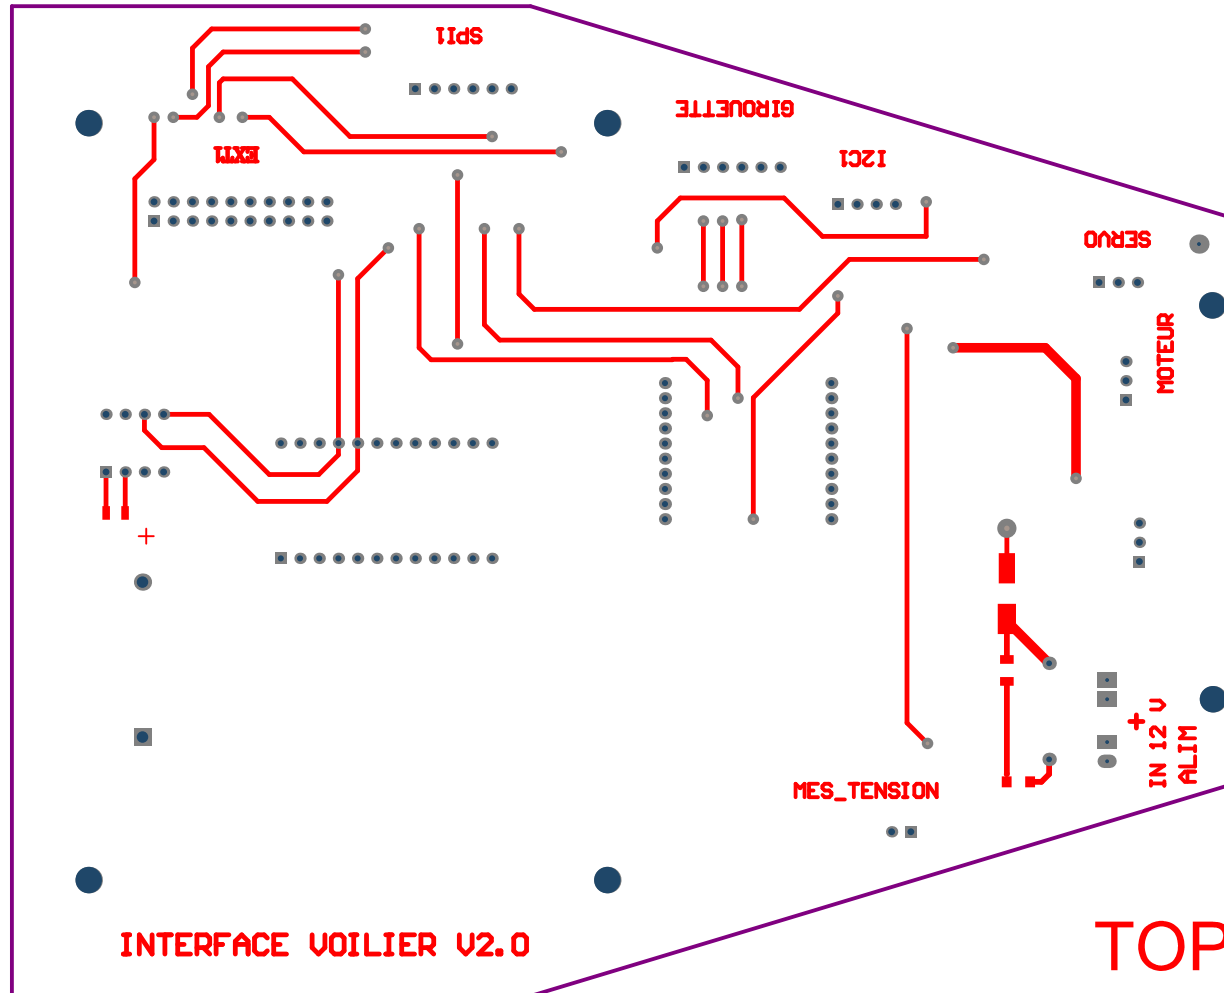 SPI1
GIROUETTE
EXT1
I2C1
SERVO
MOTEUR
+
+
IN 12 V
ALIM
MES_TENSION
INTERFACE VOILIER V2.0
TOP